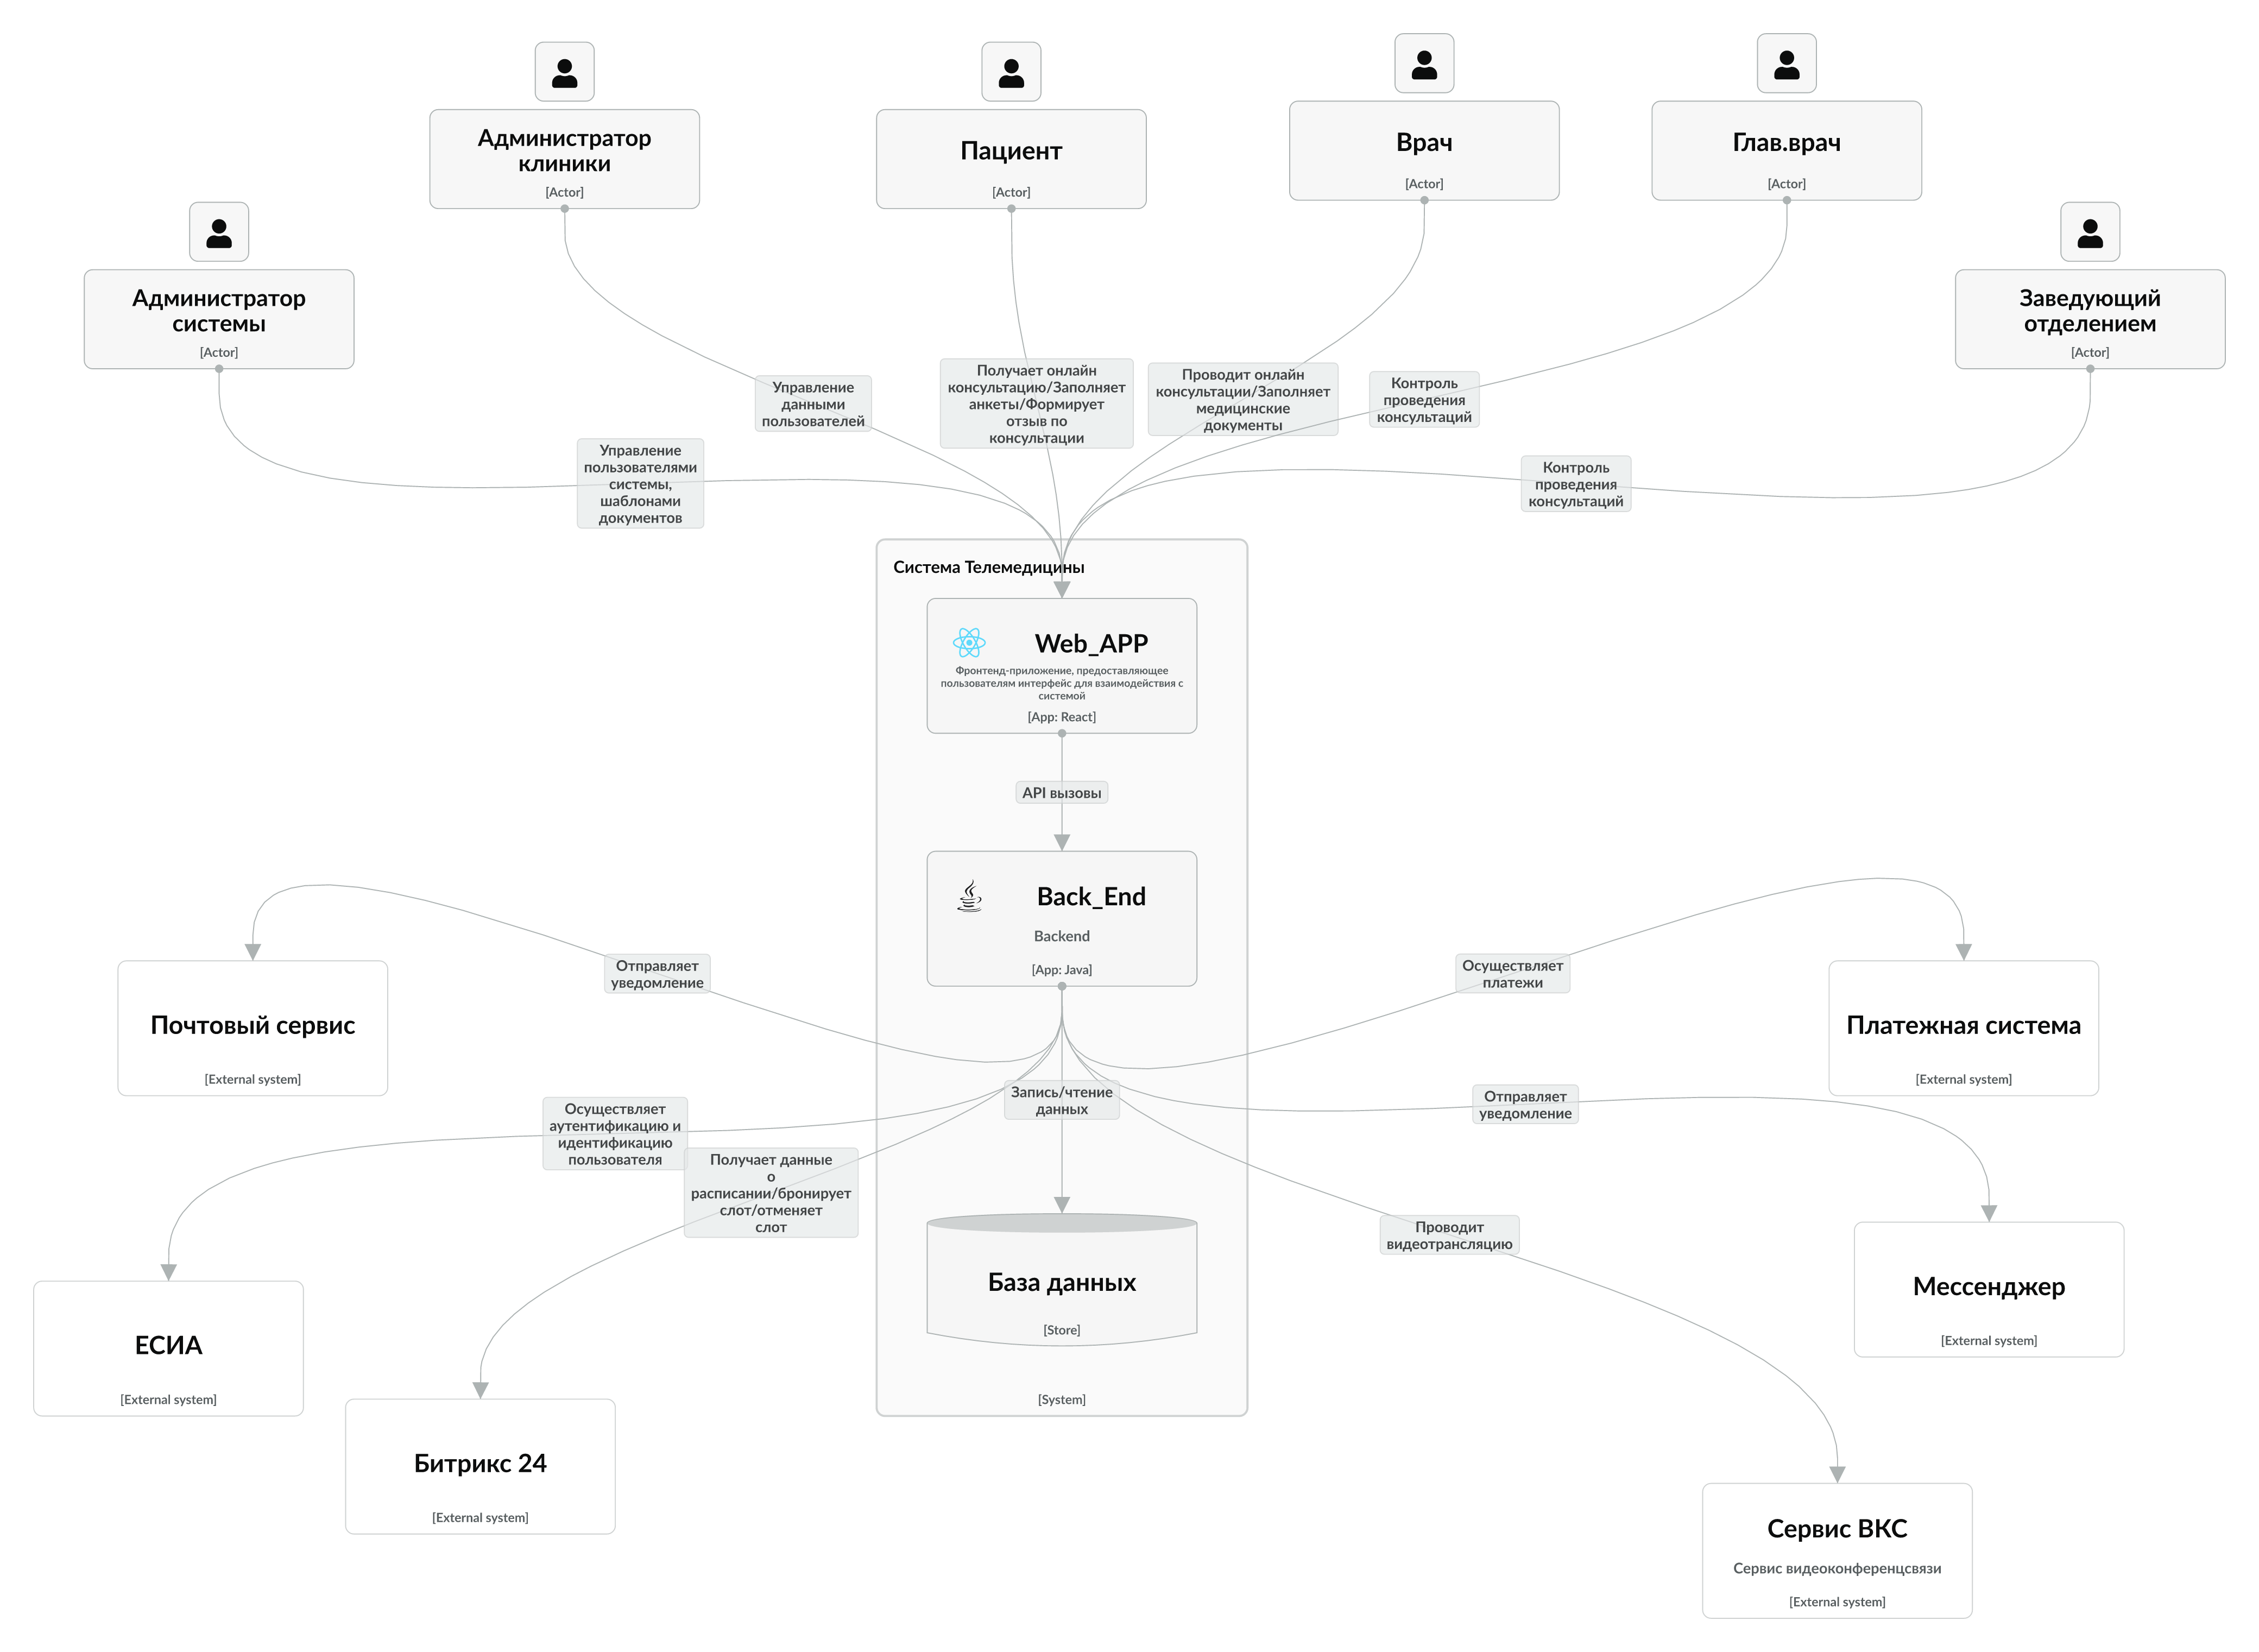 Администратор
клиники
[Actor]
Пациент
[Actor]
Врач
[Actor]
Глав.врач
[Actor]
Администратор
системы
[Actor]
Заведующий
отделением
[Actor]
Управление
данными
пользователей
Получает онлайн
консультацию/Заполняет
анкеты/Формирует
отзыв по
консультации
Проводит онлайн
консультации/Заполняет
медицинские
документы
Контроль
проведения
консультаций
Управление
пользователями
системы,
шаблонами
документов
Контроль
проведения
консультаций
Система Телемедицины
Web_APP
Фронтенд-приложение, предоставляющее
пользователям интерфейс для взаимодействия с
системой
[App: React]
API вызовы
Back_End
Backend
[App: Java]
Отправляет
уведомление
Осуществляет
платежи
Почтовый сервис
[External system]
Платежная система
[External system]
Запись/чтение
данных
Отправляет
уведомление
Осуществляет
аутентификацию и
идентификацию
пользователя
Получает данные
о
расписании/бронирует
слот/отменяет
слот
Проводит
видеотрансляцию
База данных
[Store]
[System]
Мессенджер
[External system]
ЕСИА
[External system]
Битрикс 24
[External system]
Сервис ВКС
Сервис видеоконференцсвязи
[External system]